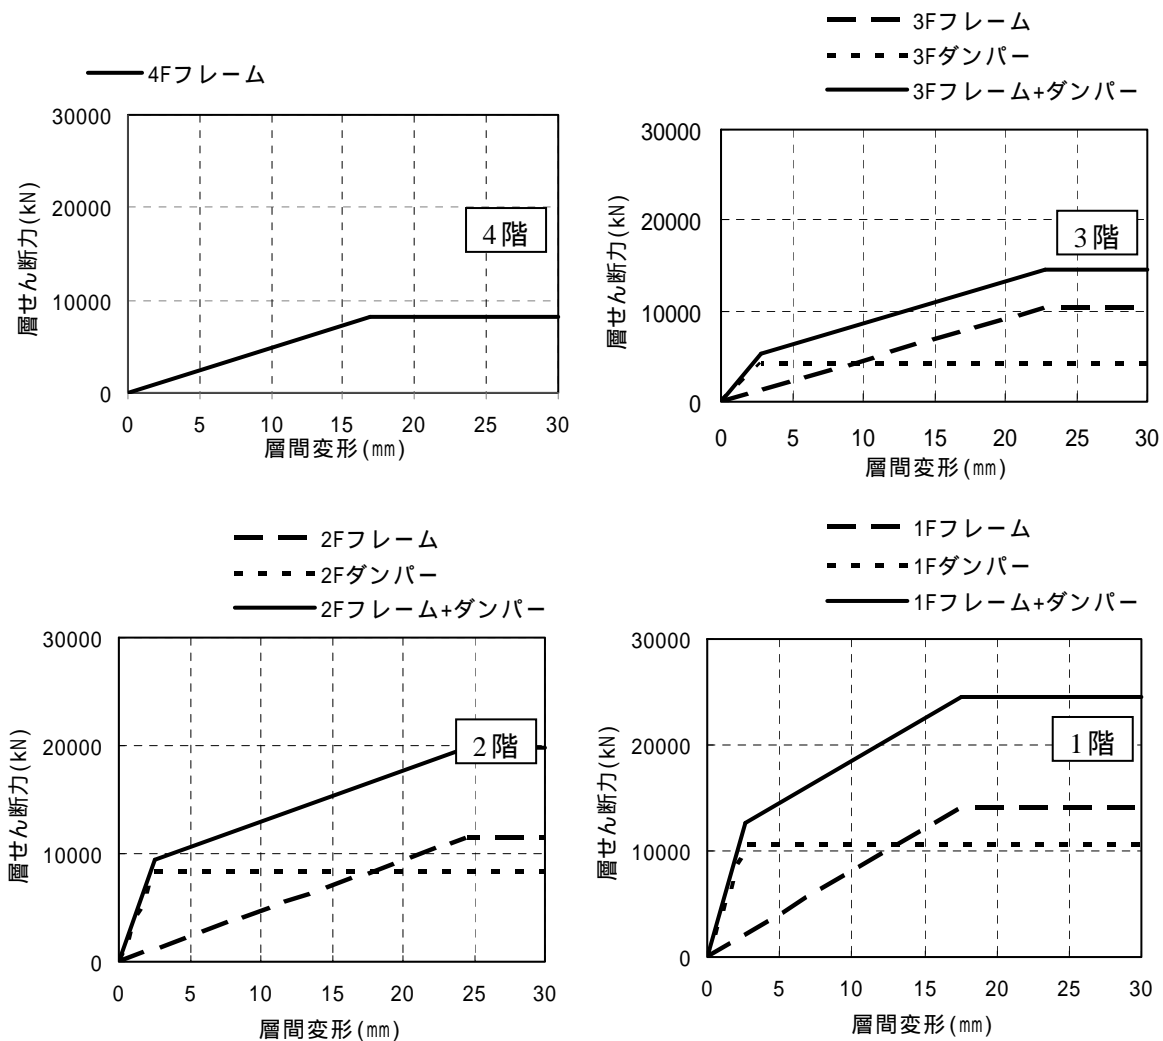 4Fフレーム
30000
20000
10000
0
0 5 10 15 20 25 30
層せん断力(kN)
層間変形(㎜)
4階
3Fフレーム
3Fダンパー
3Fフレーム+ダンパー
30000
20000
10000
0
0 5 10 15 20 25 30
層せん断力(kN)
層間変形(㎜)
3階
2Fフレーム
2Fダンパー
2Fフレーム+ダンパー
30000
20000
10000
0
0 5 10 15 20 25 30
層せん断力(kN)
層間変形(㎜)
2階
1Fフレーム
1Fダンパー
1Fフレーム+ダンパー
30000
20000
10000
0
0 5 10 15 20 25 30
層せん断力(kN)
層間変形(㎜)
1階